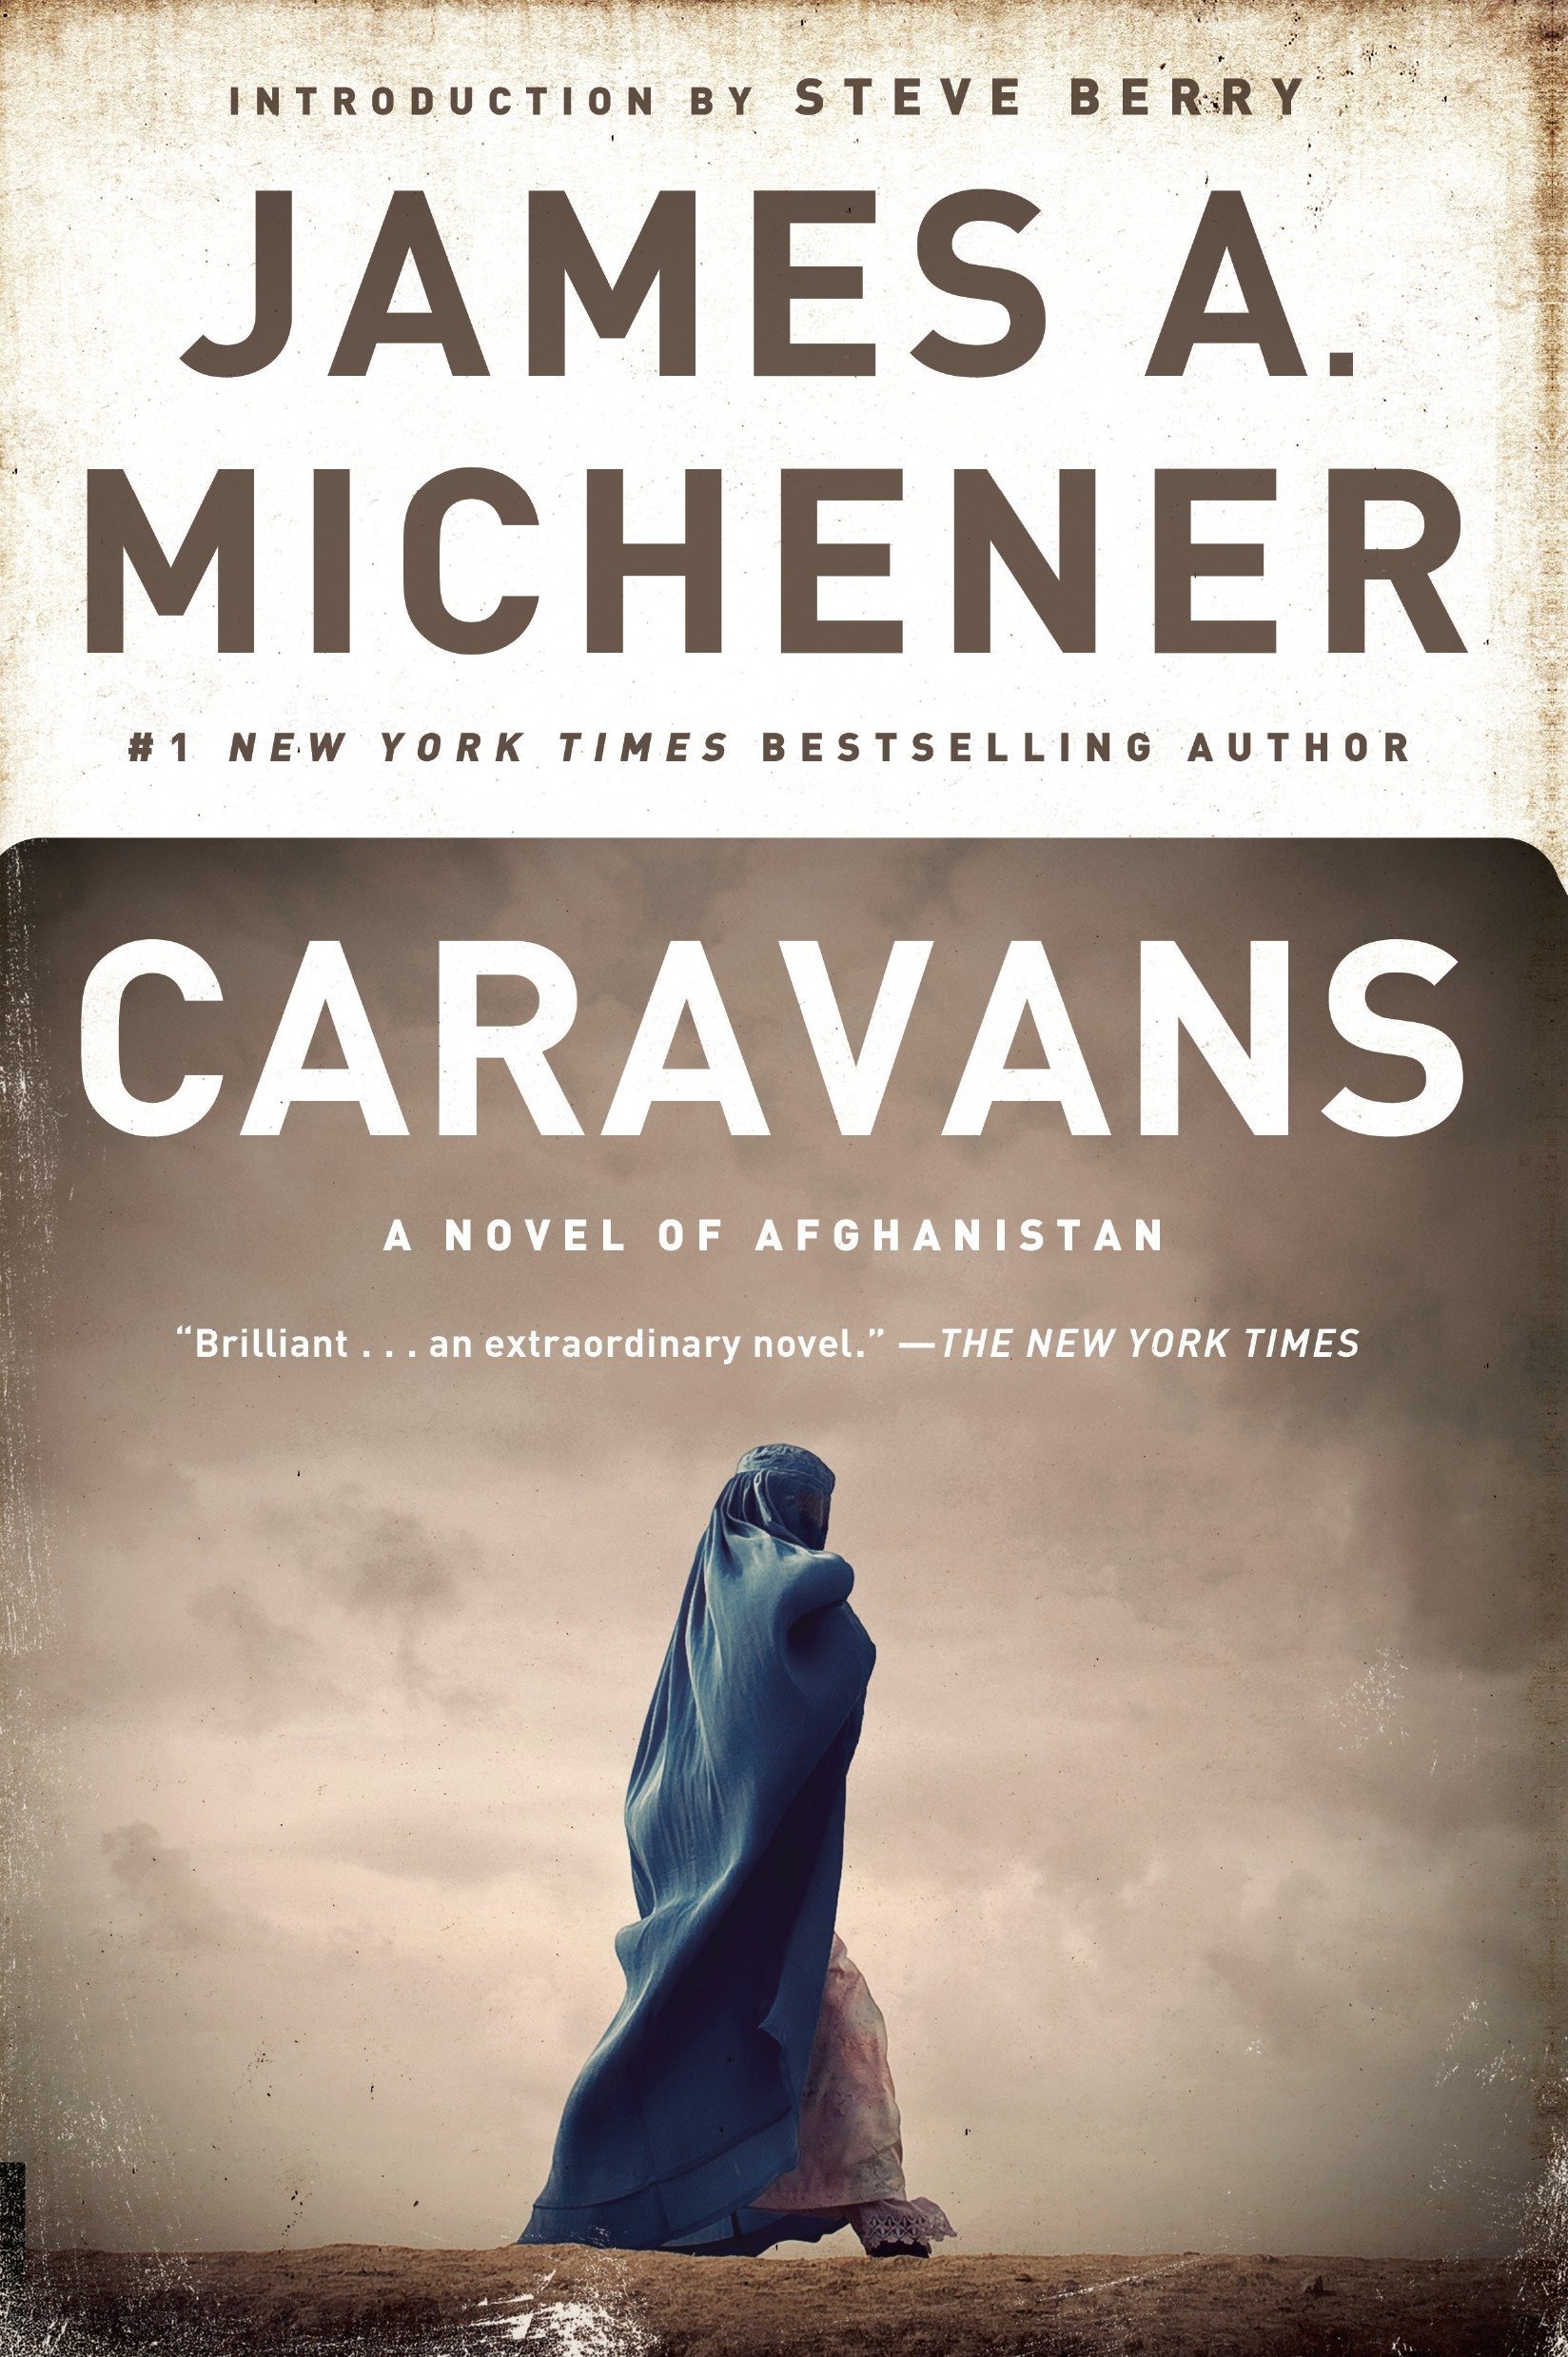 INTRODUCTION BY STEVE BERRY
JAMES A.
MICHENER
#1 NEW YORK TIMES BESTSELLING AUTHOR
CARAVANS
A NOVEL OF AFGHANISTAN
“Brilliant . . . an extraordinary novel.” —THE NEW YORK TIMES